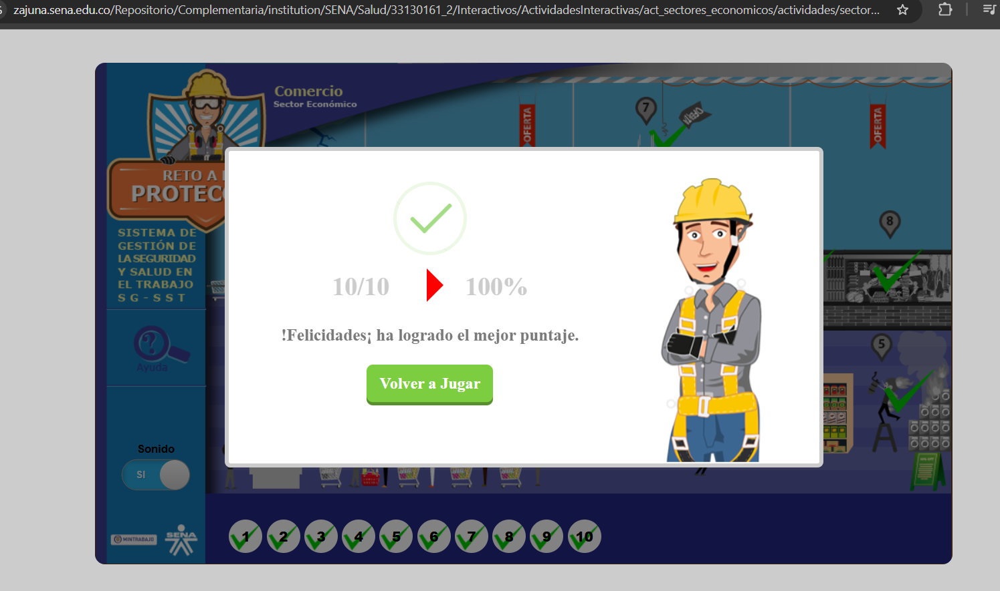 zajuna.sena.edu.co/Repositorio/Complementaria/institution/SENA/Salud/33130161_2/Interactivos/ActividadesInteractivas/act_sectores_economicos/actividades/sector...
Comercio
Sector Económico
7
OFERTA
OFERTA
OFERTA
RETO A L
PROTEC
SISTEMA DE
GESTIÓN DE
LA SEGURIDAD
Y SALUD EN
EL TRABAJO
SG-SST
8
10/10
100%
!Felicidades¡ ha logrado el mejor puntaje.
Volver a Jugar
5
Ayuda
Sonido
SI
MINTRABAJO
SENA
1 2 3 4 5 6 7 8 9 10